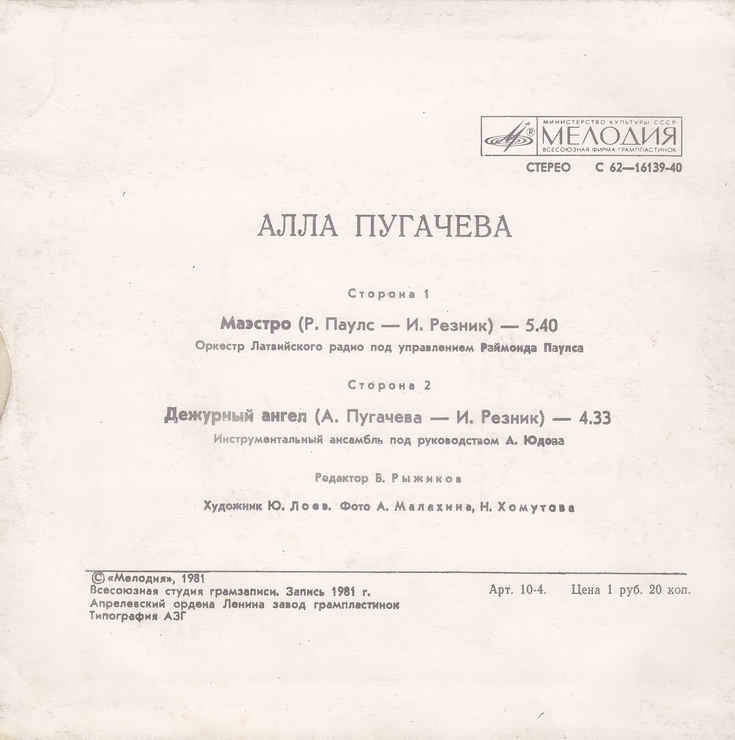 МИНИСТЕРСТВО КУЛЬТУРЫ СССР
® МЕЛОДИЯ
ВСЕСОЮЗНАЯ ФИРМА ГРАМПЛАСТИНОК
СТЕРЕО С 62—16139-40
АЛЛА ПУГАЧЕВА
Сторона 1
Маэстро (Р. Паулс — И. Резник) — 5.40
Оркестр Латвийского радио под управлением Раймонда Паулса
Сторона 2
Дежурный ангел (А. Пугачева — И. Резник) — 4.33
Инструментальный ансамбль под руководством А. Юдова
Редактор В. Рыжиков
Художник Ю. Лоев. Фото А. Малахина, Н. Хомутова
© «Мелодия», 1981
Всесоюзная студия грамзаписи. Запись 1981 г.
Апрелевский ордена Ленина завод грампластинок
Типография АЗГ
Арт. 10-4. Цена 1 руб. 20 коп.